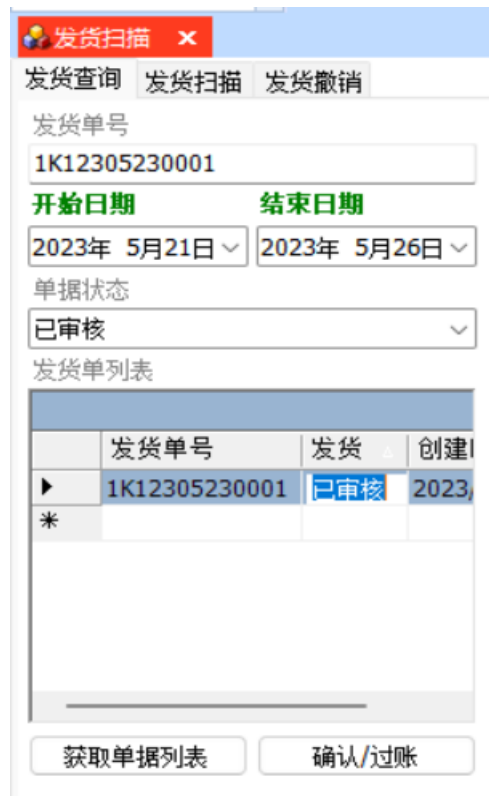 发货扫描 ×
发货查询 发货扫描 发货撤销
发货单号
1K12305230001
开始日期 结束日期
2023年 5月21日 2023年 5月26日
单据状态
已审核
发货单列表
发货单号 发货 创建
1K12305230001 已审核 2023/
*
获取单据列表 确认/过账